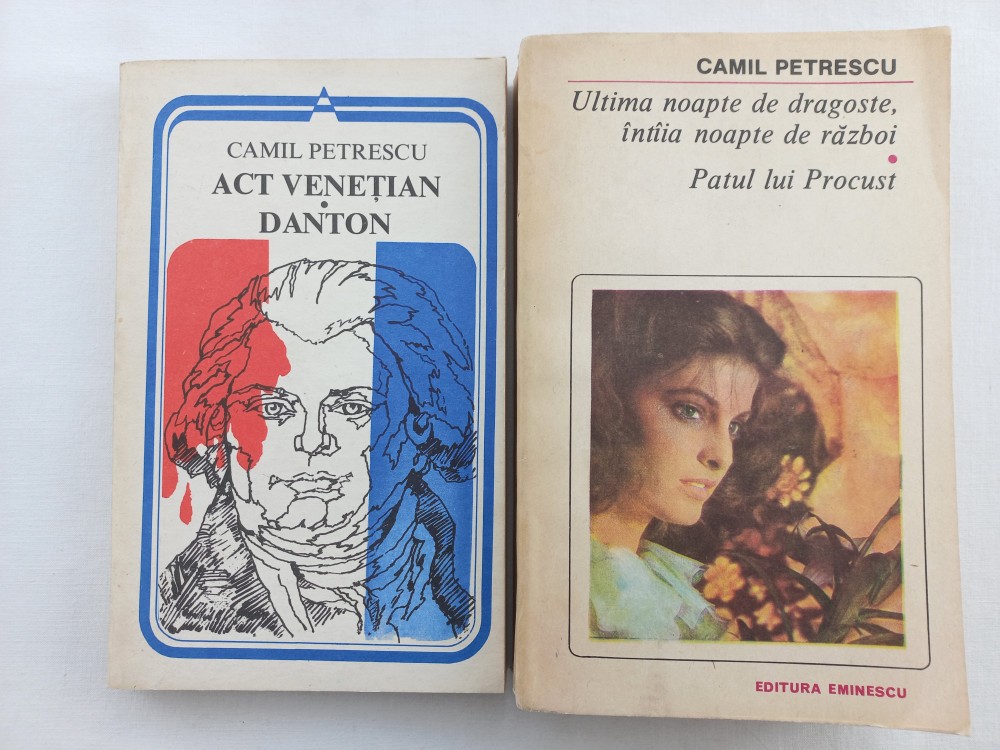 CAMIL PETRESCU
ACT VENEȚIAN
•
DANTON
CAMIL PETRESCU
Ultima noapte de dragoste,
întîia noapte de război
•
Patul lui Procust
EDITURA EMINESCU